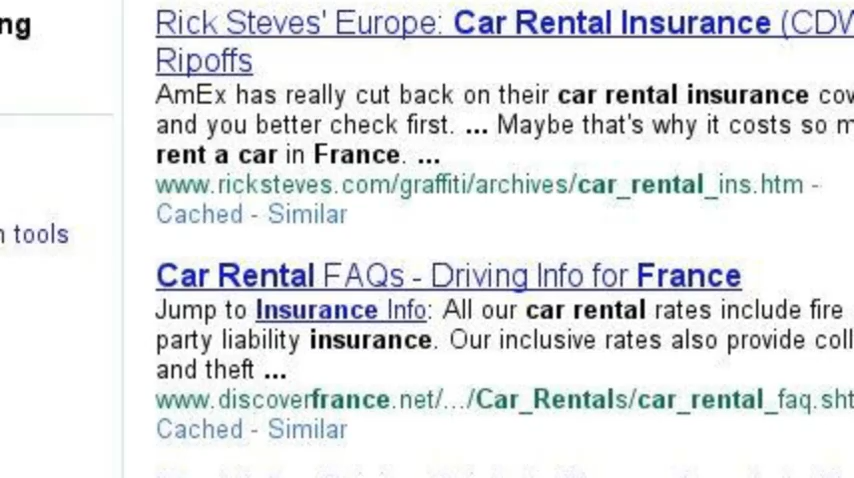 ng
Rick Steves' Europe: Car Rental Insurance (CDW
Ripoffs
AmEx has really cut back on their car rental insurance cov
and you better check first. ... Maybe that's why it costs so m
rent a car in France. ...
www.ricksteves.com/graffiti/archives/car_rental_ins.htm -
Cached - Similar
n tools
Car Rental FAQs - Driving Info for France
Jump to Insurance Info: All our car rental rates include fire
party liability insurance. Our inclusive rates also provide coll
and theft ...
www.discoverfrance.net/.../Car_Rentals/car_rental_faq.sht
Cached - Similar